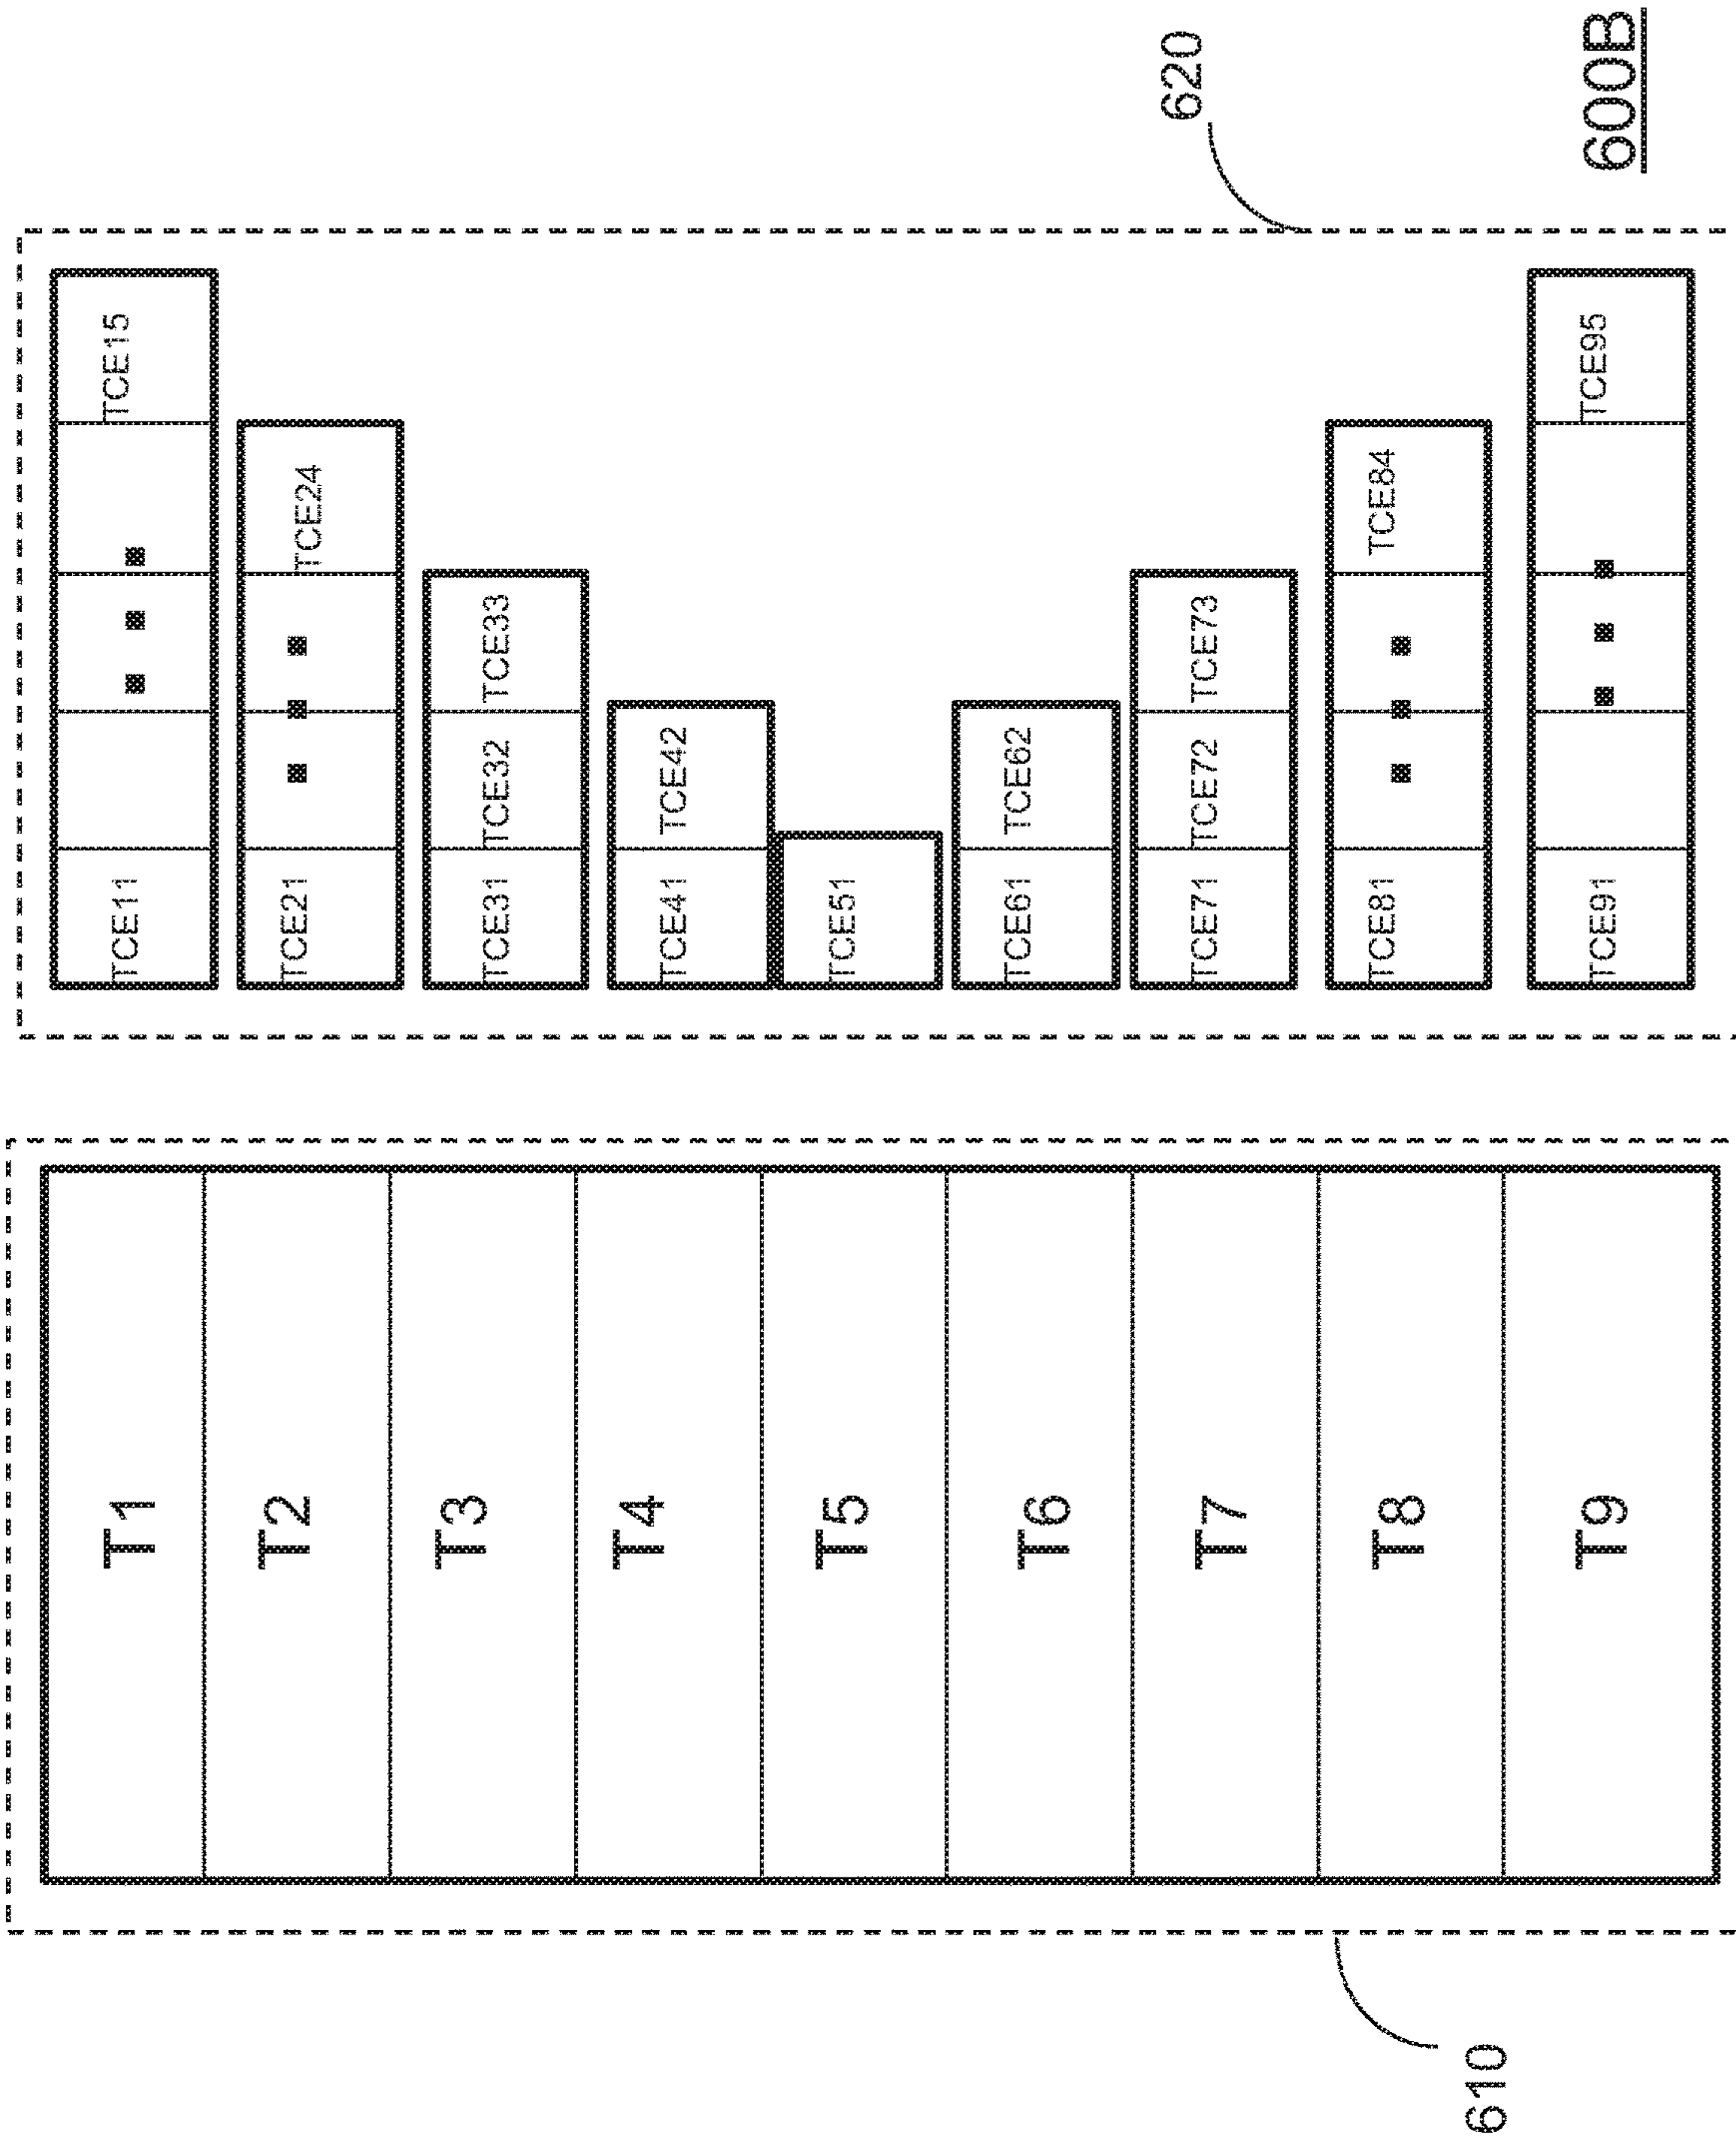 T1
TCE11
TCE15
T2
TCE21
TCE24
T3
TCE31
TCE32
TCE33
T4
TCE41
TCE42
T5
TCE51
T6
TCE61
TCE62
T7
TCE71
TCE72
TCE73
620
T8
TCE81
TCE84
610
T9
TCE91
TCE95
600B